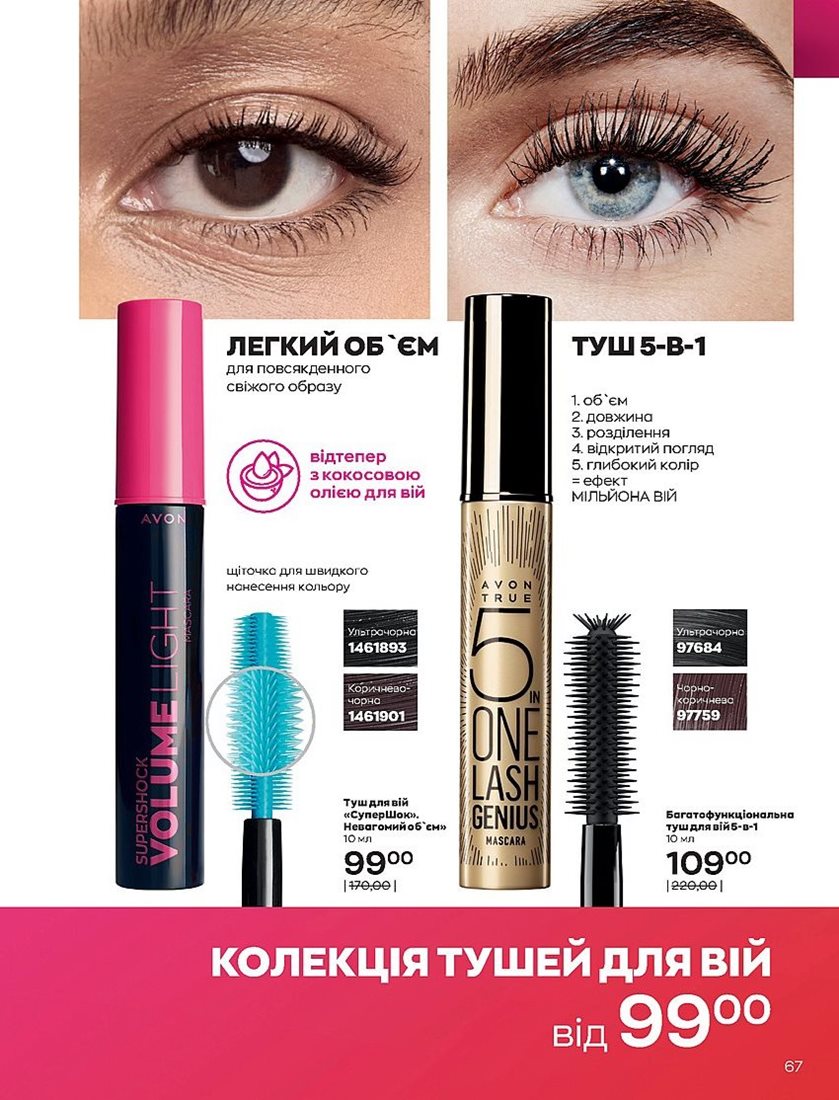 ЛЕГКИЙ ОБ`ЄМ
для повсякденного
свіжого образу
відтепер
з кокосовою
олією для вій
щіточка для швидкого
нанесення кольору
AVON
SUPERSHOCK
VOLUME LIGHT
MASCARA
Ультрачорна
1461893
Коричнево-
чорна
1461901
Туш для вій
«СуперШок».
Невагомий об`єм»
10 мл
99⁰⁰
|170,00|
ТУШ 5-В-1
1. об`єм
2. довжина
3. розділення
4. відкритий погляд
5. глибокий колір
= ефект
МІЛЬЙОНА ВІЙ
AVON
TRUE
5 IN
ONE
LASH
GENIUS
MASCARA
Ультрачорна
97684
Чорно-
коричнева
97759
Багатофункціональна
туш для вій 5-в-1
10 мл
109⁰⁰
|220,00|
КОЛЕКЦІЯ ТУШЕЙ ДЛЯ ВІЙ
від 99⁰⁰
67